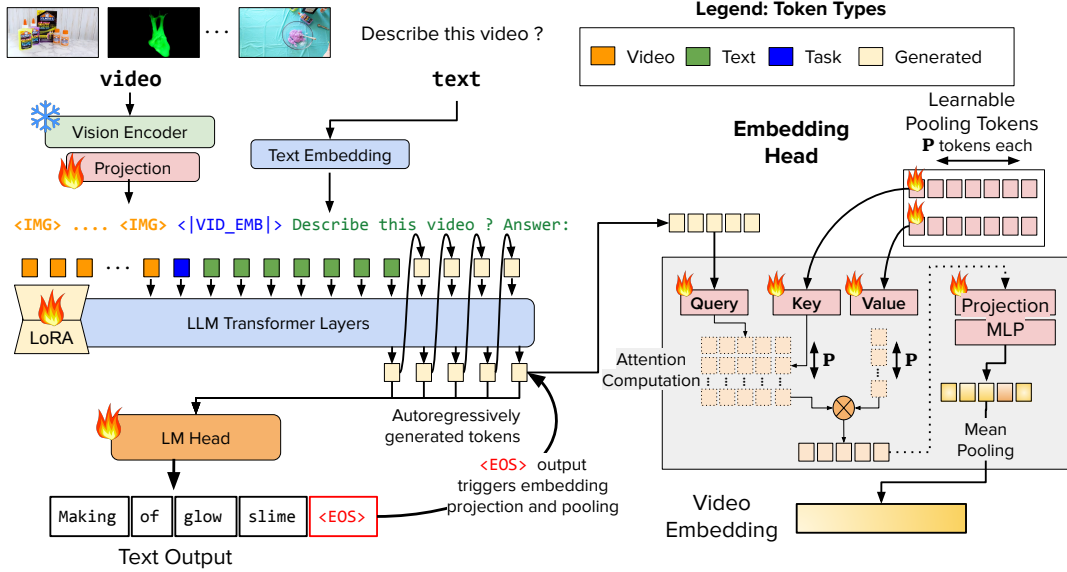 Legend: Token Types
Video
Text
Task
Generated
Describe this video ?
video
text
Vision Encoder
Projection
Text Embedding
<IMG> .... <IMG> <|VID_EMB|> Describe this video ? Answer:
LoRA
LLM Transformer Layers
Autoregressively
generated tokens
LM Head
<EOS> output
triggers embedding
projection and pooling
Making
of
glow
slime
<EOS>
Text Output
Embedding
Head
Learnable
Pooling Tokens
P tokens each
Query
Key
Value
Projection
MLP
Attention
Computation
P
P
Mean
Pooling
Video
Embedding